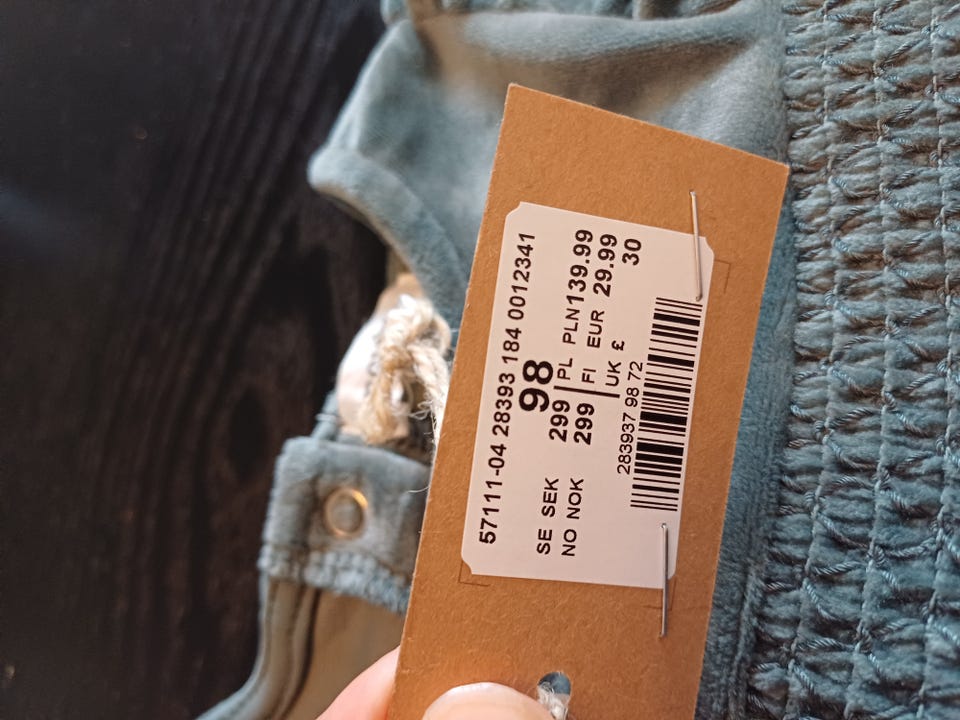 57111-04 28393 184 0012341
98
SE SEK 299 PL PLN139.99
NO NOK 299 FI EUR 29.99
UK £ 30
283937 98 72